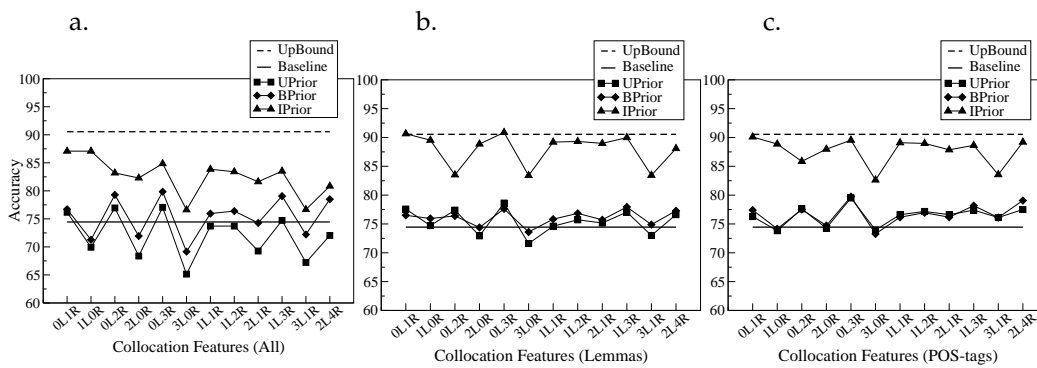 a.
UpBound
Baseline
UPrior
BPrior
IPrior
100
95
90
85
80
75
70
65
60
Accuracy
0L1R
1L0R
0L2R
2L0R
0L3R
3L0R
1L1R
1L2R
2L1R
1L3R
3L1R
2L4R
Collocation Features (All)
b.
UpBound
Baseline
UPrior
BPrior
IPrior
100
95
90
85
80
75
70
65
60
0L1R
1L0R
0L2R
2L0R
0L3R
3L0R
1L1R
1L2R
2L1R
1L3R
3L1R
2L4R
Collocation Features (Lemmas)
c.
UpBound
Baseline
UPrior
BPrior
IPrior
100
95
90
85
80
75
70
65
60
0L1R
1L0R
0L2R
2L0R
0L3R
3L0R
1L1R
1L2R
2L1R
1L3R
3L1R
2L4R
Collocation Features (POS-tags)